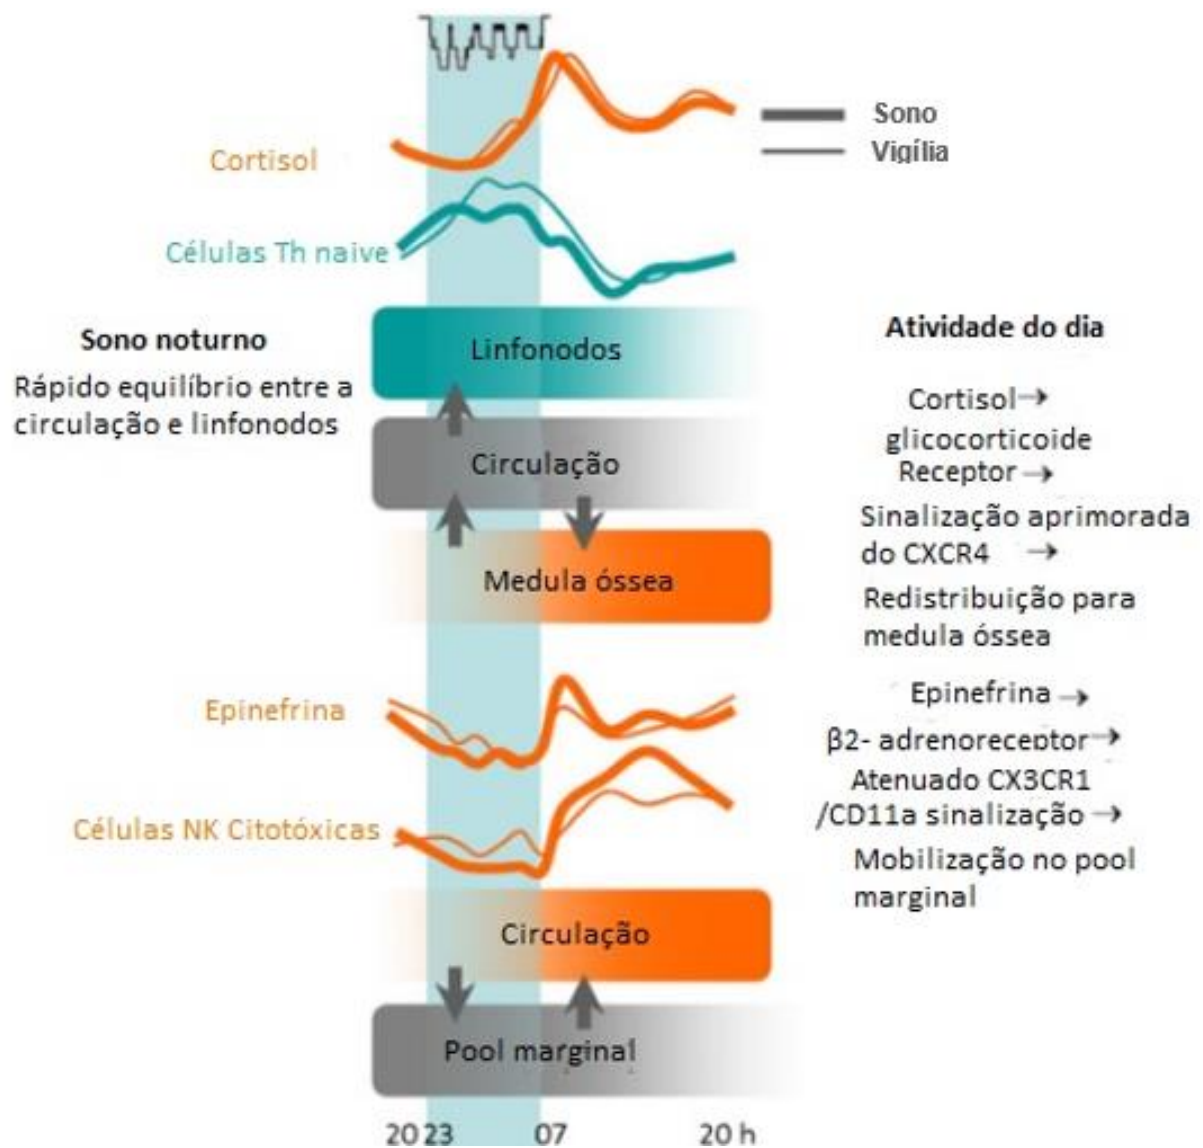 Sono
Vigília
Cortisol
Células Th naive
Sono noturno
Rápido equilíbrio entre a
circulação e linfonodos
Linfonodos
Circulação
Medula óssea
Atividade do dia
Cortisol→
glicocorticoide
Receptor→
Sinalização aprimorada
do CXCR4 →
Redistribuição para
medula óssea
Epinefrina
Células NK Citotóxicas
Epinefrina →
β2- adrenoreceptor→
Atenuado CX3CR1
/CD11a sinalização →
Mobilização no pool
marginal
Circulação
Pool marginal
20 23 07 20 h